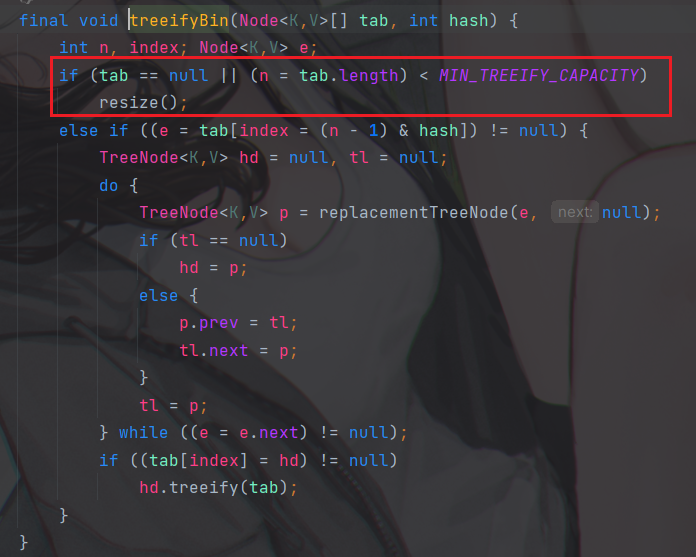 final void treeifyBin(Node<K,V>[] tab, int hash) {
int n, index; Node<K,V> e;
if (tab == null || (n = tab.length) < MIN_TREEIFY_CAPACITY)
resize();
else if ((e = tab[index = (n - 1) & hash]) != null) {
TreeNode<K,V> hd = null, tl = null;
do {
TreeNode<K,V> p = replacementTreeNode(e, next: null);
if (tl == null)
hd = p;
else {
p.prev = tl;
tl.next = p;
}
tl = p;
} while ((e = e.next) != null);
if ((tab[index] = hd) != null)
hd.treeify(tab);
}
}